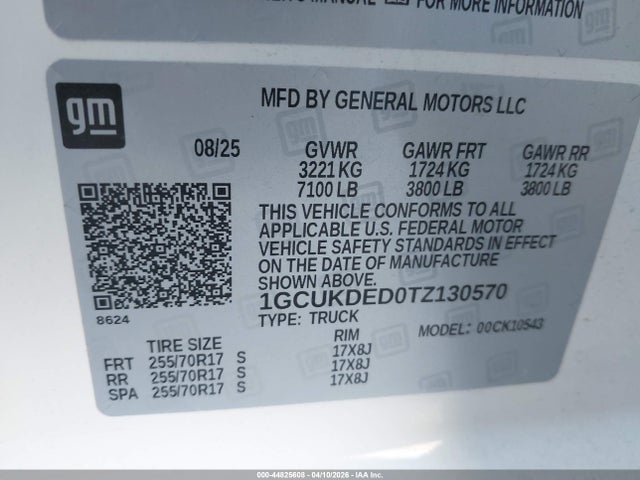 MANUAL gm FOR MORE INFORMATION
gm
MFD BY GENERAL MOTORS LLC
08/25 GVWR GAWR FRT GAWR RR
3221 KG 1724 KG 1724 KG
7100 LB 3800 LB 3800 LB
THIS VEHICLE CONFORMS TO ALL
APPLICABLE U.S. FEDERAL MOTOR
VEHICLE SAFETY STANDARDS IN EFFECT
ON THE DATE OF MANUFACTURE
SHOWN ABOVE.
1GCUKDED0TZ130570
8624
TYPE: TRUCK MODEL: 00CK10543
TIRE SIZE RIM
FRT 255/70R17 S 17X8J
RR 255/70R17 S 17X8J
SPA 255/70R17 S 17X8J
000-44825608 - 04/10/2026 - IAA Inc.